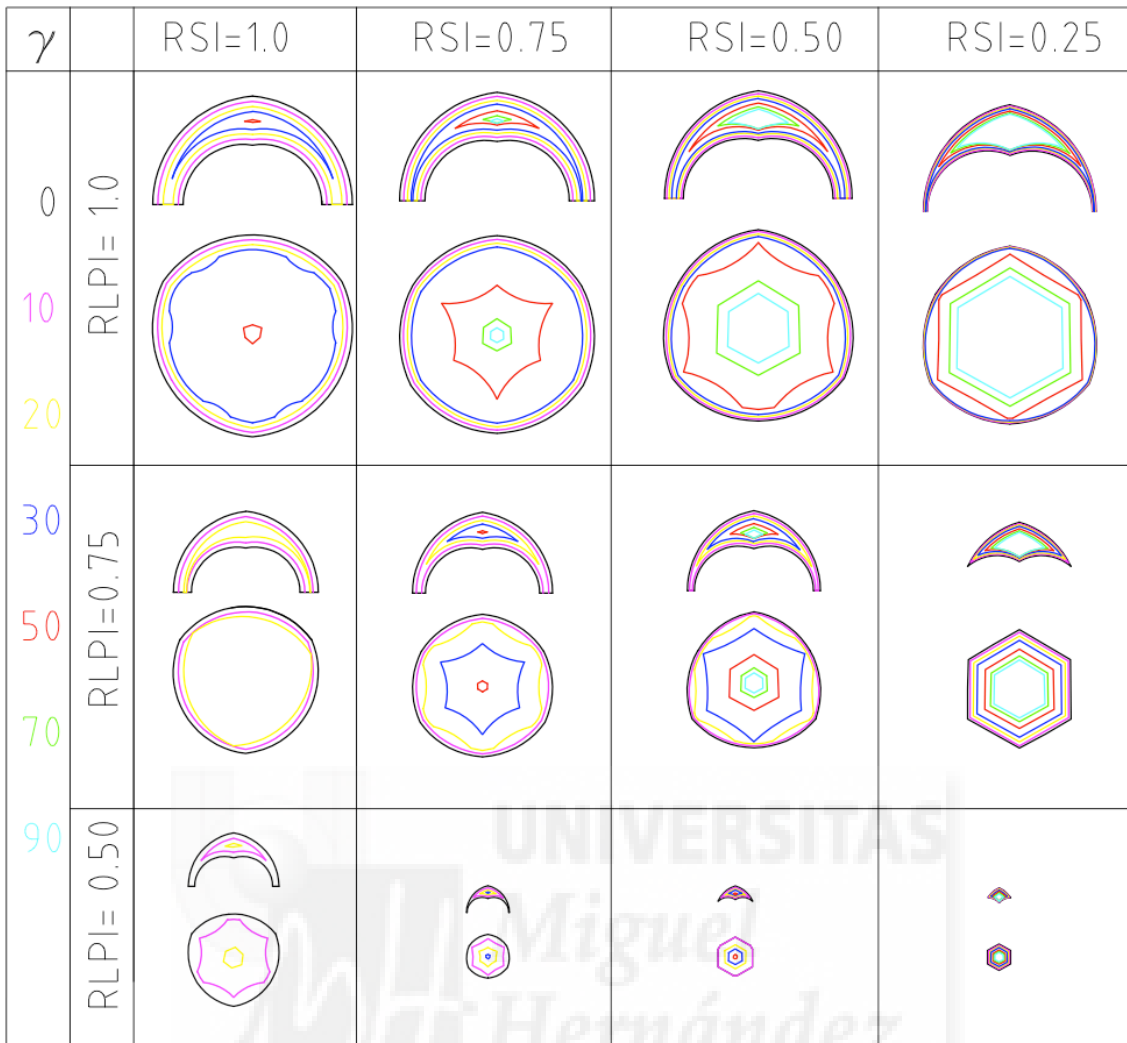 γ RSI=1.0 RSI=0.75 RSI=0.50 RSI=0.25
0
10
20
30
50
70
90
RLPI= 1.0
RLPI=0.75
RLPI= 0.50
UNIVERSITAS
Miguel
Hernández